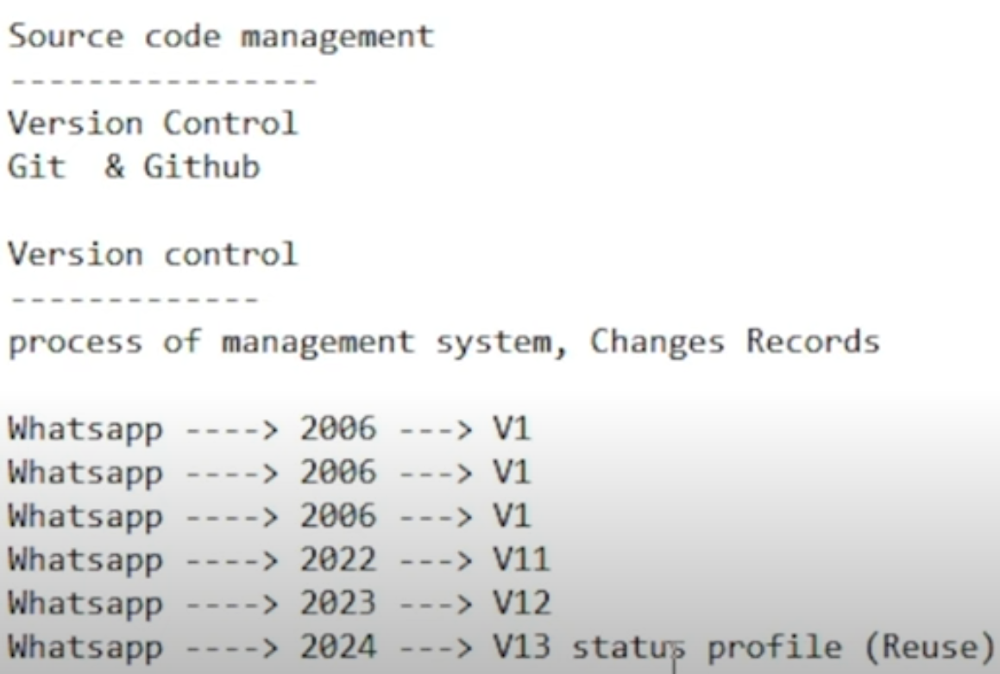 Source code management
----------------
Version Control
Git  & Github
Version control
-------------
process of management system, Changes Records
Whatsapp ----> 2006 ---> V1
Whatsapp ----> 2006 ---> V1
Whatsapp ----> 2006 ---> V1
Whatsapp ----> 2022 ---> V11
Whatsapp ----> 2023 ---> V12
Whatsapp ----> 2024 ---> V13 status profile (Reuse)